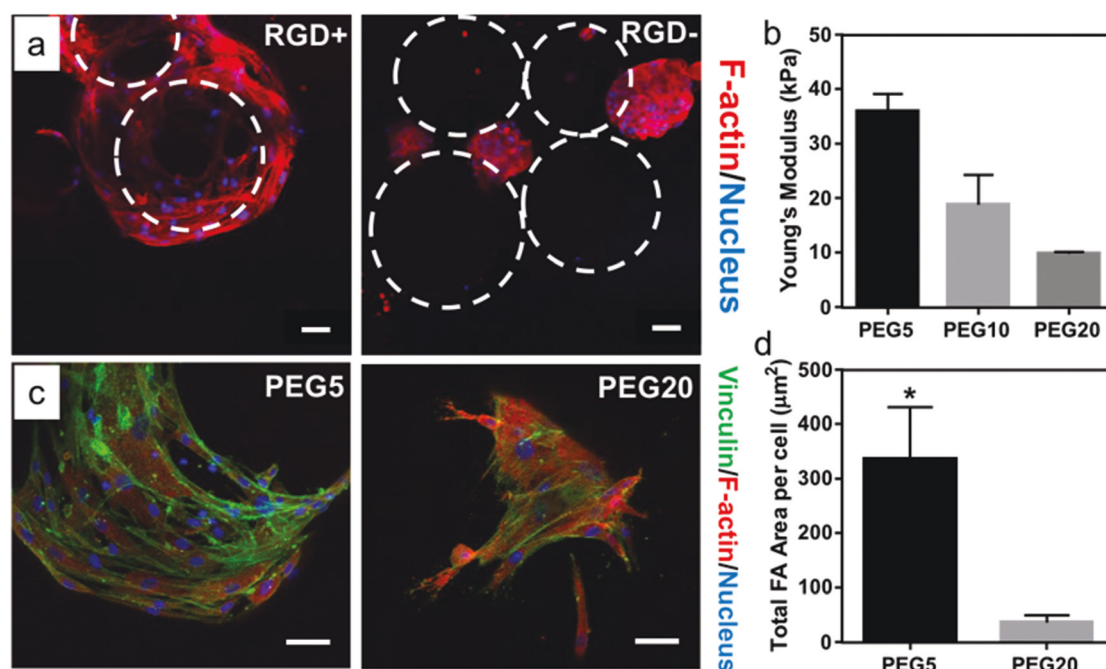 a
RGD+
RGD-
F-actin/Nucleus
b
Young's Modulus (kPa)
50
40
30
20
10
0
PEG5
PEG10
PEG20
c
PEG5
PEG20
Vinculin/F-actin/Nucleus
d
Total FA Area per cell (μm²)
500
400
300
200
100
0
*
PEG5
PEG20